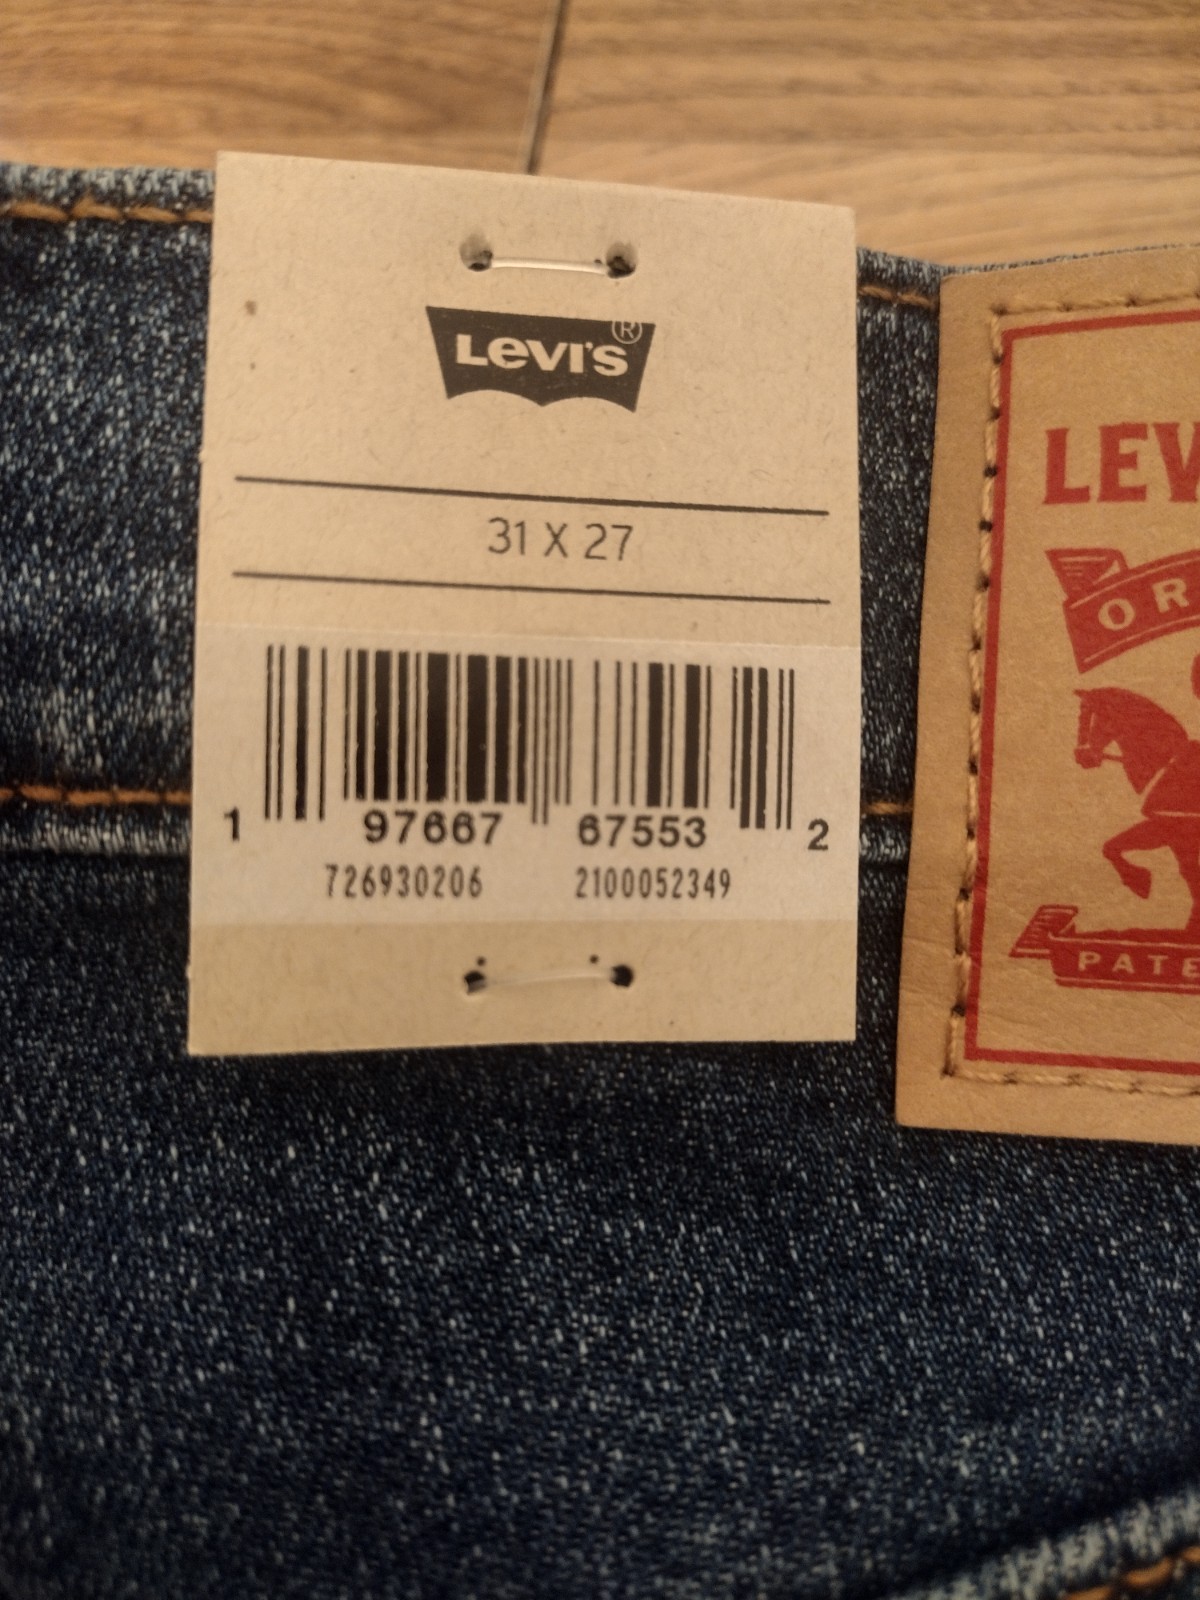 LEVI'S®
31 X 27
1 97667 67553 2
726930206 2100052349
LEV
OR
PATE